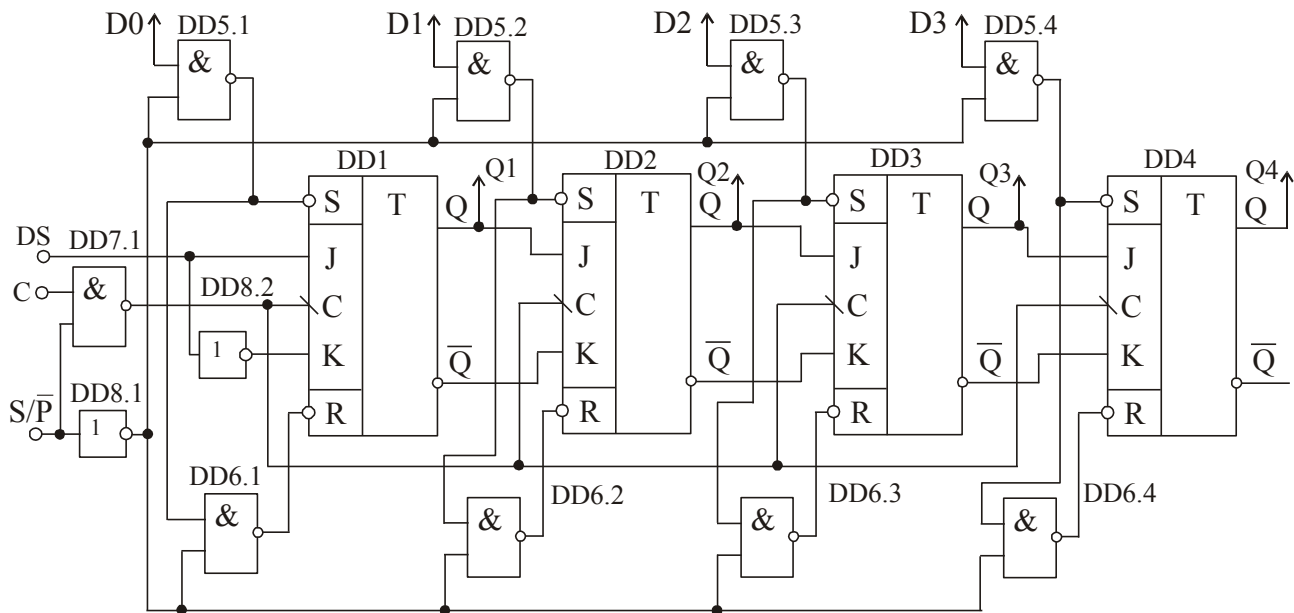 D0 DD5.1 D1 DD5.2 D2 DD5.3 D3 DD5.4
& & & &
DD1 DD2 DD3 DD4
Q1 Q2 Q3 Q4
S T Q S T Q S T Q S T Q
DS DD7.1 J J J J
C & DD8.2 C C C C
1 K Q̅ K Q̅ K Q̅ K Q̅
S/P̅ DD8.1 1 R R R R
DD6.1 DD6.2 DD6.3 DD6.4
& & & &